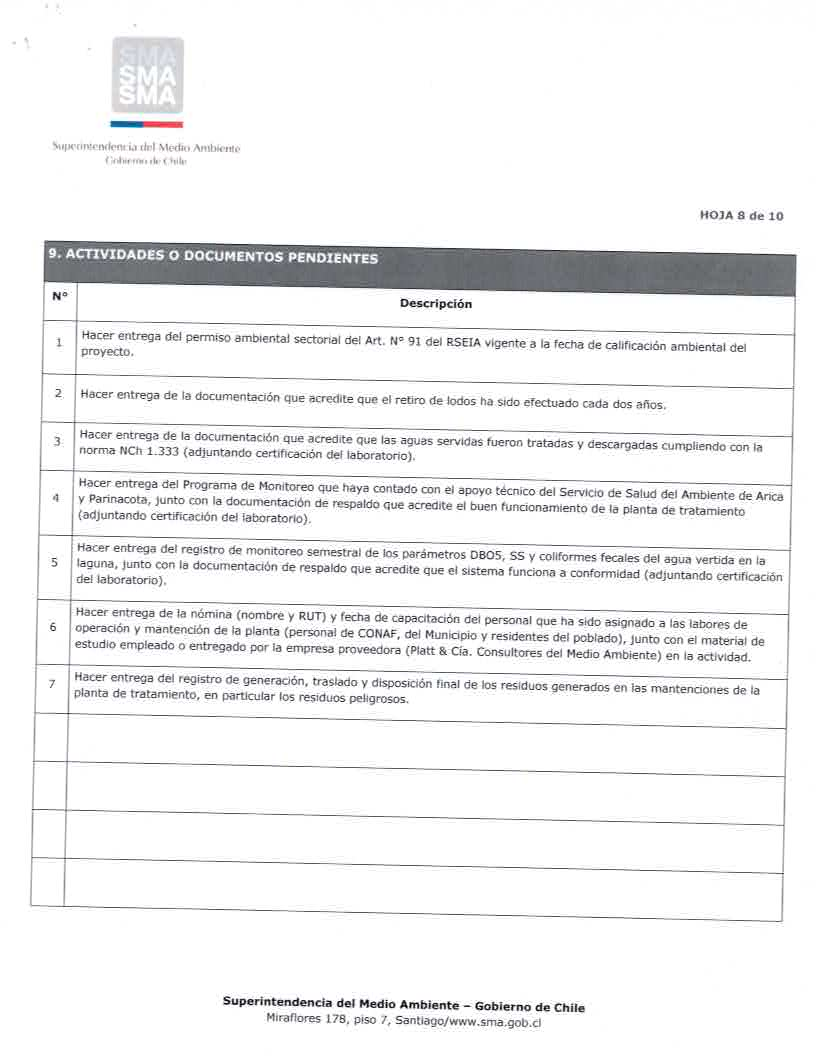 SMA
SMA
SMA
Superintendencia del Medio Ambiente
Gobierno de Chile
HOJA 8 de 10
9. ACTIVIDADES O DOCUMENTOS PENDIENTES
N° Descripción
1 Hacer entrega del permiso ambiental sectorial del Art. N° 91 del RSEIA vigente a la fecha de calificación ambiental del
proyecto.
2 Hacer entrega de la documentación que acredite que el retiro de lodos ha sido efectuado cada dos años.
3 Hacer entrega de la documentación que acredite que las aguas servidas fueron tratadas y descargadas cumpliendo con la
norma NCh 1.333 (adjuntando certificación del laboratorio).
4 Hacer entrega del Programa de Monitoreo que haya contado con el apoyo técnico del Servicio de Salud del Ambiente de Arica
y Parinacota, junto con la documentación de respaldo que acredite el buen funcionamiento de la planta de tratamiento
(adjuntando certificación del laboratorio).
5 Hacer entrega del registro de monitoreo semestral de los parámetros DBO5, SS y coliformes fecales del agua vertida en la
laguna, junto con la documentación de respaldo que acredite que el sistema funciona a conformidad (adjuntando certificación
del laboratorio).
6 Hacer entrega de la nómina (nombre y RUT) y fecha de capacitación del personal que ha sido asignado a las labores de
operación y mantención de la planta (personal de CONAF, del Municipio y residentes del poblado), junto con el material de
estudio empleado o entregado por la empresa proveedora (Platt & Cía. Consultores del Medio Ambiente) en la actividad.
7 Hacer entrega del registro de generación, traslado y disposición final de los residuos generados en las mantenciones de la
planta de tratamiento, en particular los residuos peligrosos.
Superintendencia del Medio Ambiente – Gobierno de Chile
Miraflores 178, piso 7, Santiago/www.sma.gob.cl